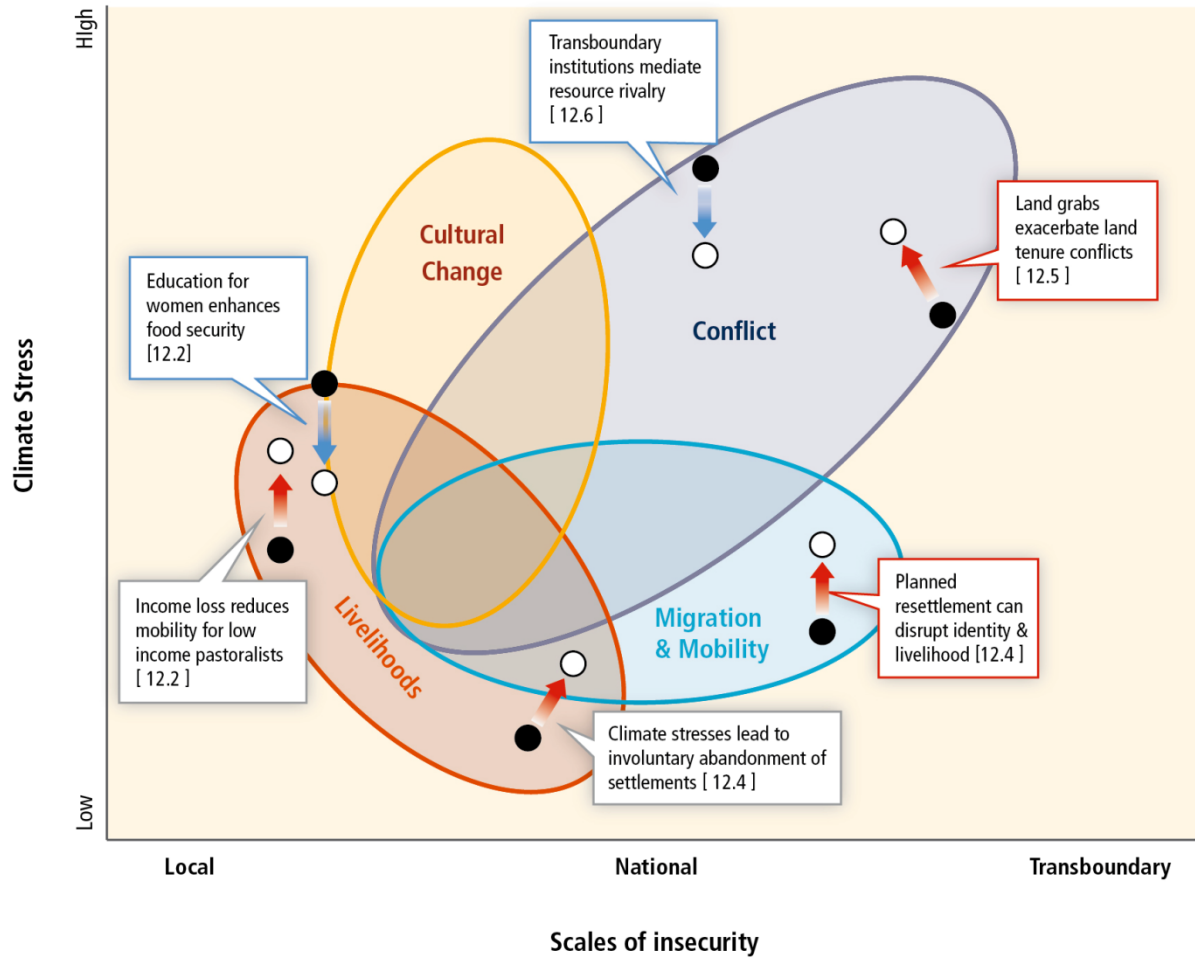 HIgh
Climate Stress
Low
Transboundary
institutions mediate
resource rivalry
[ 12.6 ]
Land grabs
exacerbate land
tenure conflicts
[ 12.5 ]
Cultural
Change
Education for
women enhances
food security
[12.2]
Conflict
Income loss reduces
mobility for low
income pastoralists
[ 12.2 ]
Livelihoods
Migration
& Mobility
Planned
resettlement can
disrupt identity &
livelihood [12.4 ]
Climate stresses lead to
involuntary abandonment of
settlements [ 12.4 ]
Local
National
Transboundary
Scales of insecurity